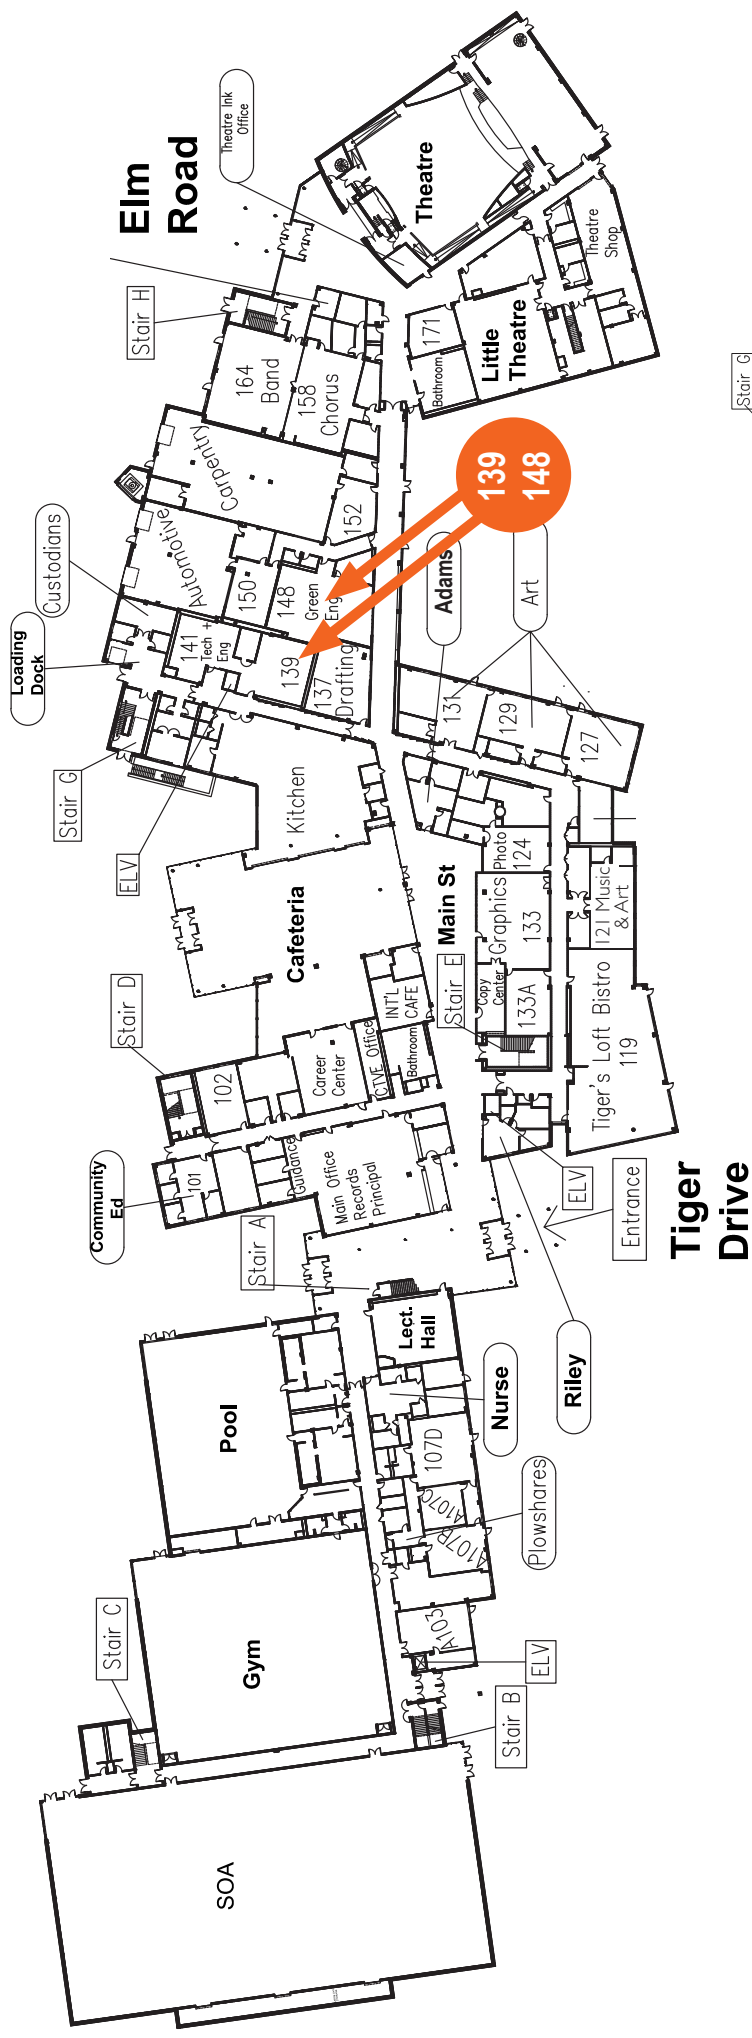 Elm
Road
Theatre Ink
Office
Theatre
Theatre
Shop
Little
Theatre
Stair H
171
Bathroom
164
Band
158
Chorus
Carpentry
152
Automotive
150
148
Green
Eng
139
148
Custodians
Loading
Dock
141
Tech +
Eng
139
137
Drafting
Adams
Art
131
129
127
Stair G
Stair G
ELV
Kitchen
Cafeteria
Main St
Photo
124
Graphics
133
121 Music
& Art
Stair E
Copy
Center
133A
Tiger's Loft Bistro
119
Stair D
102
Career
Center
CTVE Office
INT'L
CAFE
Bathroom
Community
Ed
101
Guidance
Main Office
Records
Principal
Stair A
ELV
Entrance
Tiger
Drive
Riley
Lect.
Hall
Nurse
Pool
107D
A107C
A107B
Plowshares
Gym
A103
ELV
Stair B
Stair C
SOA